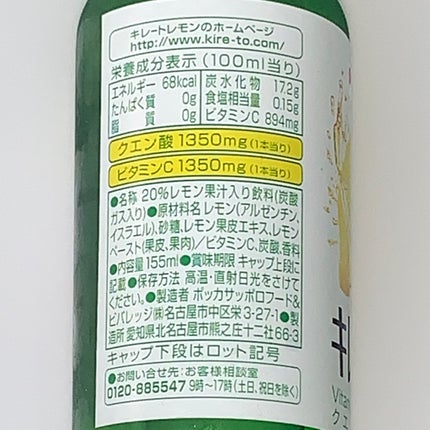 キレートレモンのホームページ
http://www.kire-to.com/
栄養成分表示(100ml当り)
エネルギー 68kcal
たんぱく質 0g
脂質 0g
炭水化物 17.2g
食塩相当量 0.15g
ビタミンC 894mg
クエン酸 1350mg(1本当り)
ビタミンC 1350mg(1本当り)
●名称 20%レモン果汁入り飲料(炭酸
ガス入り)●原材料名 レモン(アルゼンチン、
イスラエル)、砂糖、レモン果皮エキス、レモン
ペースト(果皮、果肉)/ビタミンC、炭酸、香料
●内容量 155ml●賞味期限 キャップ上段に
記載●保存方法 高温・直射日光をさけて
ください。●製造者 ポッカサッポロフード&
ビバレッジ㈱ 名古屋市中区栄3-27-1●製
造所 愛知県北名古屋市熊之庄十二社66-3
キャップ下段はロット記号
●お問い合せ先:お客様相談室
0120-885547 9時〜17時(土日、祝日を除く)
キ
Vitam
クエ